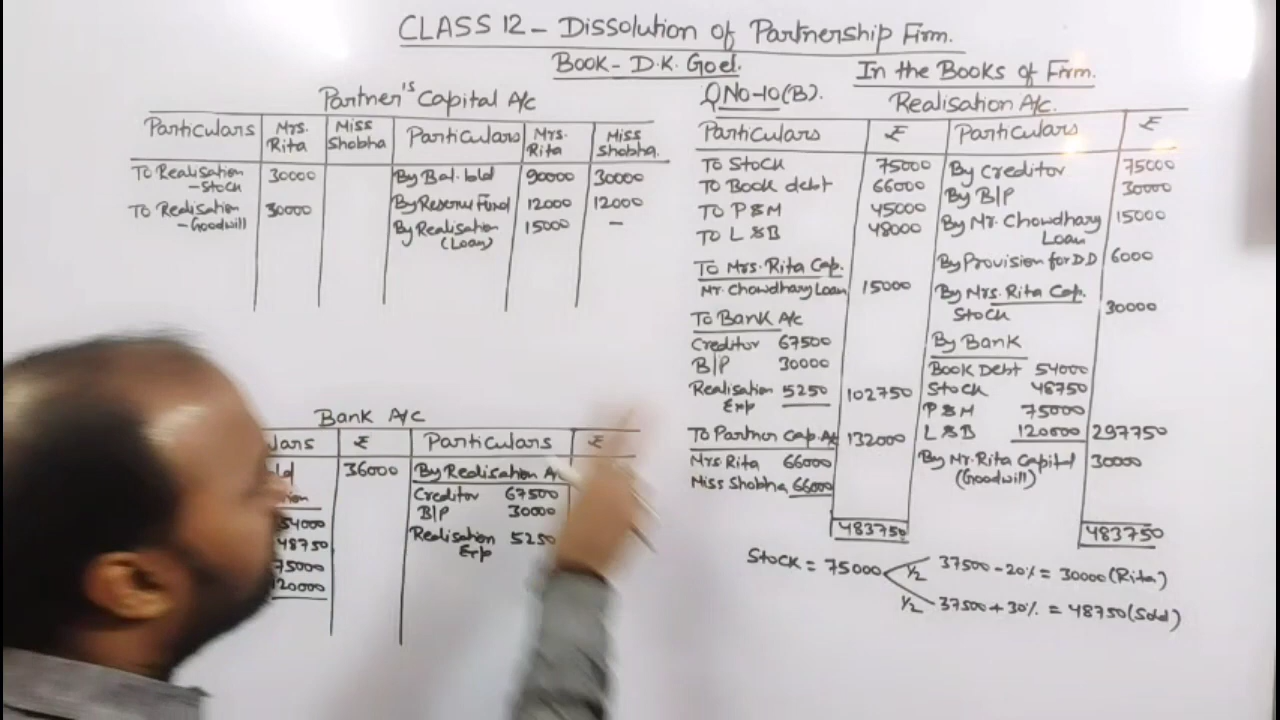 CLASS 12 - Dissolution of Partnership Firm.
Book - D.K. Goel.
In the Books of Firm.
Partner's Capital A/c
Particulars Mrs. Rita Miss Shobha Particulars Mrs. Rita Miss Shobha.
To Realisation - Stock 30000 By Bal. b/d 90000 30000
To Realisation - Goodwill 30000 By Reserve Fund 12000 12000
By Realisation (Loan) 15000 -
QNo-10(B).
Realisation A/c.
Particulars ₹ Particulars ₹
To Stock 75000 By Creditor 75000
To Book debt 66000 By B/P 30000
To P&M 45000 By Mr. Chowdhary Loan 15000
To L&B 48000 By Provision for DD 6000
To Mrs. Rita Cap. By Mrs. Rita Cap.
Mr. Chowdhary Loan 15000 Stock 30000
To Bank A/c By Bank
Creditor 67500 Book Debt 54000
B/P 30000 Stock 48750
Realisation Exp 5250 102750 P&M 75000
To Partner Cap. A/c 132000 L&B 120000 297750
Mrs. Rita 66000 By Mr. Rita Capital (Goodwill) 30000
Miss Shobha 66000
483750 483750
Stock = 75000
1/2 37500 - 20% = 30000 (Rita)
1/2 37500 + 30% = 48750 (Sold)
Bank A/c
₹ Particulars ₹
36000 By Realisation A/
54000 Creditor 67500
48750 B/P 30000
75000 Realisation Exp 5250
120000